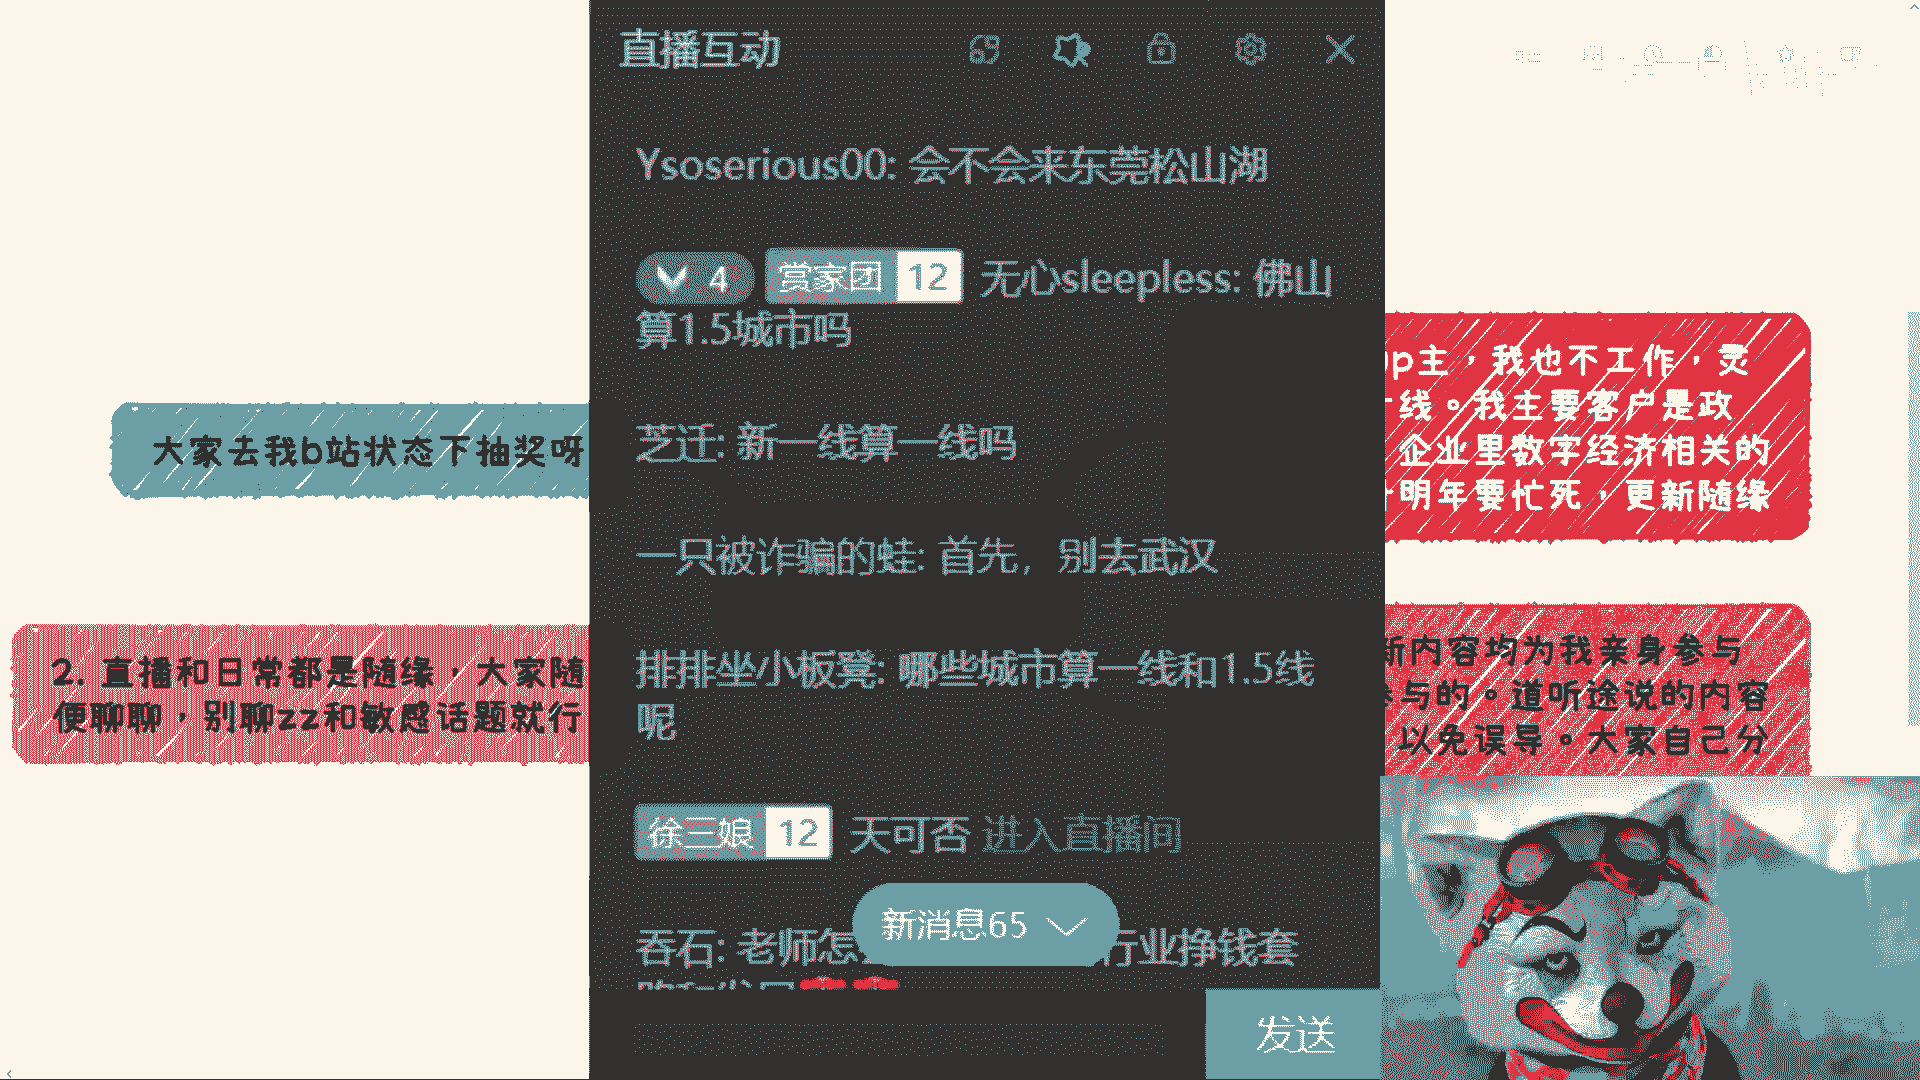 直播互动
Ysoserious00: 会不会来东莞松山湖
4 赏家团 12 无心sleepless: 佛山
算1.5城市吗
芝迁: 新一线算一线吗
一只被诈骗的蛙: 首先，别去武汉
排排坐小板凳: 哪些城市算一线和1.5线
呢
徐三娘 12 天可否 进入直播间
新消息65
吞石: 老师怎
行业挣钱套
发送
大家去我b站状态下抽奖呀
2. 直播和日常都是随缘，大家随
便聊聊，别聊zz和敏感话题就行
p主，我也不工作，灵
线。我主要客户是政
企业里数字经济相关的
明年要忙死，更新随缘
新内容均为我亲身参与
参与的。道听途说的内容
以免误导。大家自己分